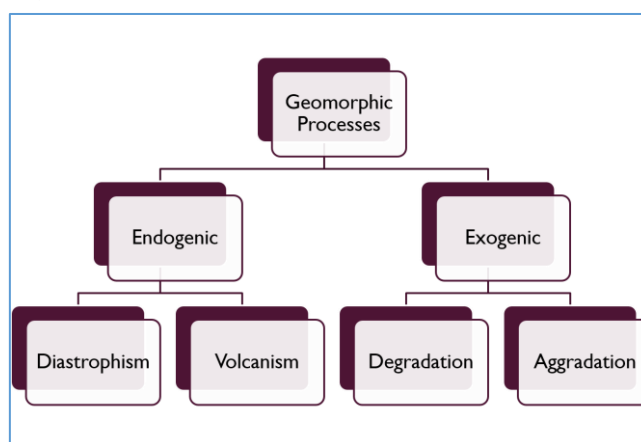 Geomorphic
Processes
Endogenic
Exogenic
Diastrophism
Volcanism
Degradation
Aggradation